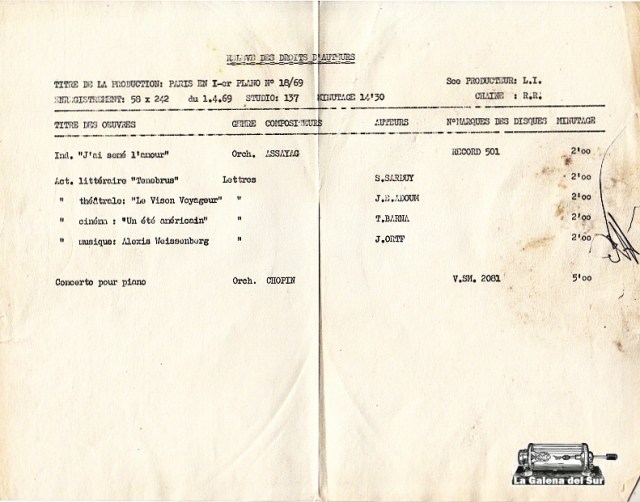 RELEVE DES DROITS D'AUTEURS
TITRE DE LA PRODUCTION: PARIS EN 1-er PLANO N° 18/69 Sce PRODUCTEUR: L.I.
ENREGISTREMENT: 58 x 242 du 1.4.69 STUDIO: 137 MINUTAGE 14'30 CHAINE : R.R.
TITRE DES OEUVRES GENRE COMPOSITEURS AUTEURS N°MARQUES DES DISQUES MINUTAGE
Ind. "J'ai semé l'amour" Orch. ASSAYAG RECORD 501 2'00
Act. littéraire "Tenebrus" Lettres S.SARDUY 2'00
" théâtrale: "Le Vison Voyageur" " J.E.ADOUM 2'00
" cinéma : "Un été américain" " T.BARNA 2'00
" musique: Alexis Weissenberg " J.ORTF 2'00
Concerto pour piano Orch. CHOPIN V.SM. 2081 5'00
La Galena del Sur